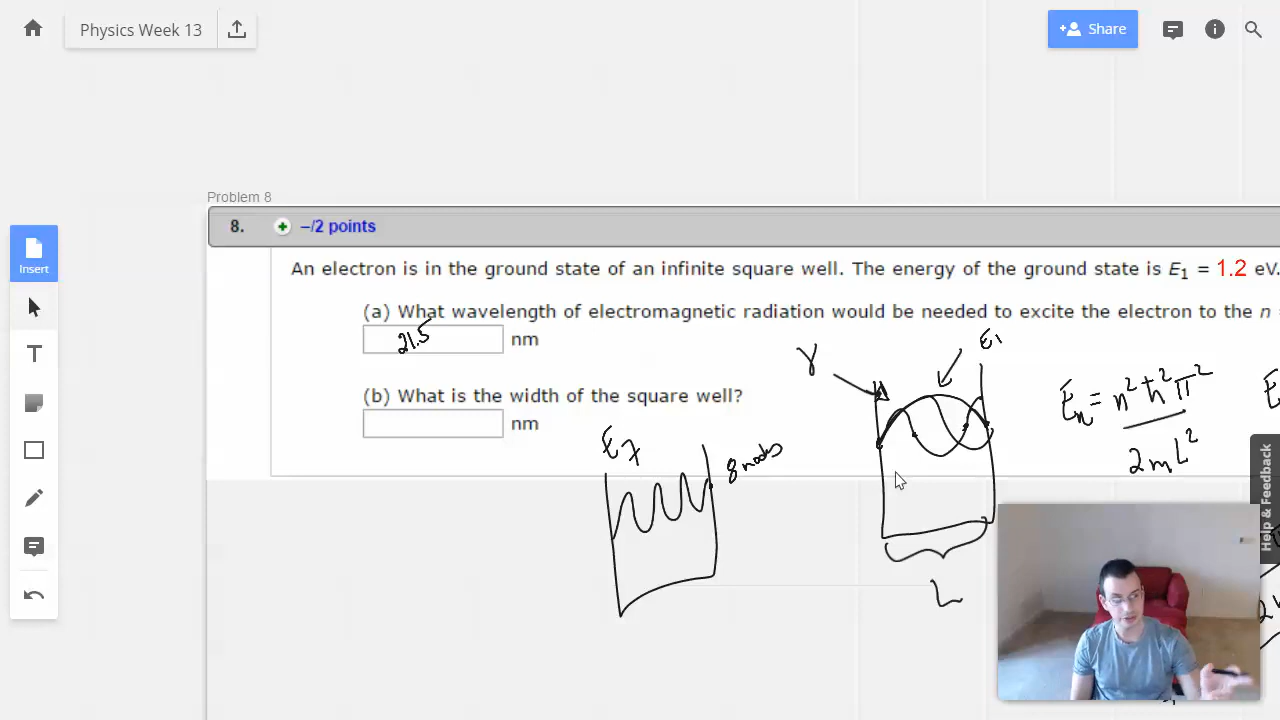 Physics Week 13
Share
Problem 8
8. –/2 points
An electron is in the ground state of an infinite square well. The energy of the ground state is E₁ = 1.2 eV.
(a) What wavelength of electromagnetic radiation would be needed to excite the electron to the n =
21.5 nm
(b) What is the width of the square well?
nm
Insert
T
γ
E₁
Eₙ = n²ħ²π²
2mL²
E₇
8 nodes
L
Help & Feedback